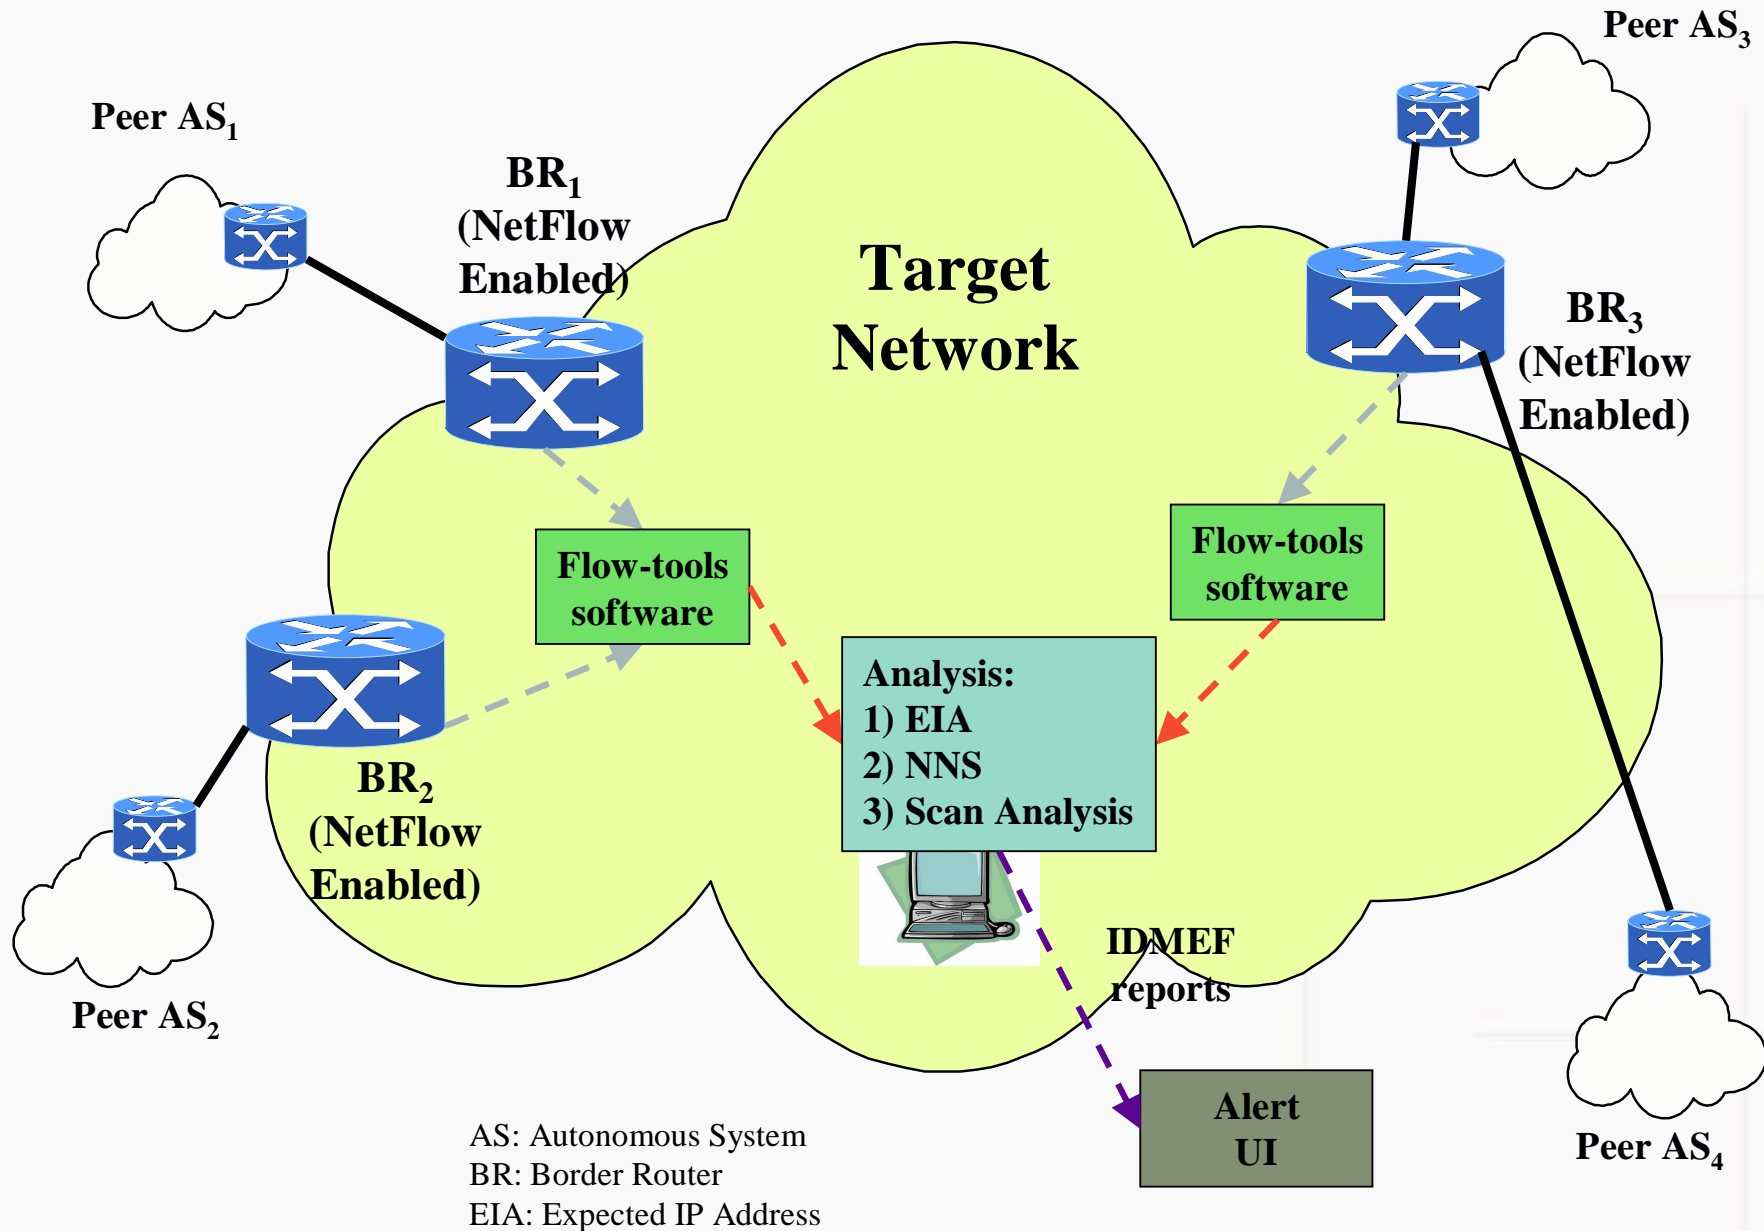 Peer AS₃
Peer AS₁
BR₁
(NetFlow
Enabled)
Target
Network
BR₃
(NetFlow
Enabled)
Flow-tools
software
Flow-tools
software
Analysis:
1) EIA
2) NNS
3) Scan Analysis
BR₂
(NetFlow
Enabled)
IDMEF
reports
Peer AS₂
Alert
UI
Peer AS₄
AS: Autonomous System
BR: Border Router
EIA: Expected IP Address